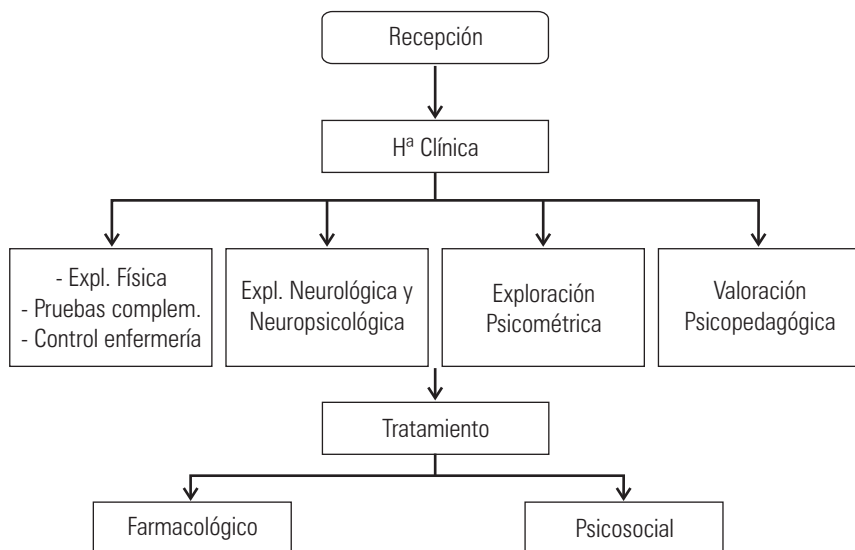 Recepción
Hª Clínica
- Expl. Física
- Pruebas complem.
- Control enfermería
Expl. Neurológica y
Neuropsicológica
Exploración
Psicométrica
Valoración
Psicopedagógica
Tratamiento
Farmacológico
Psicosocial